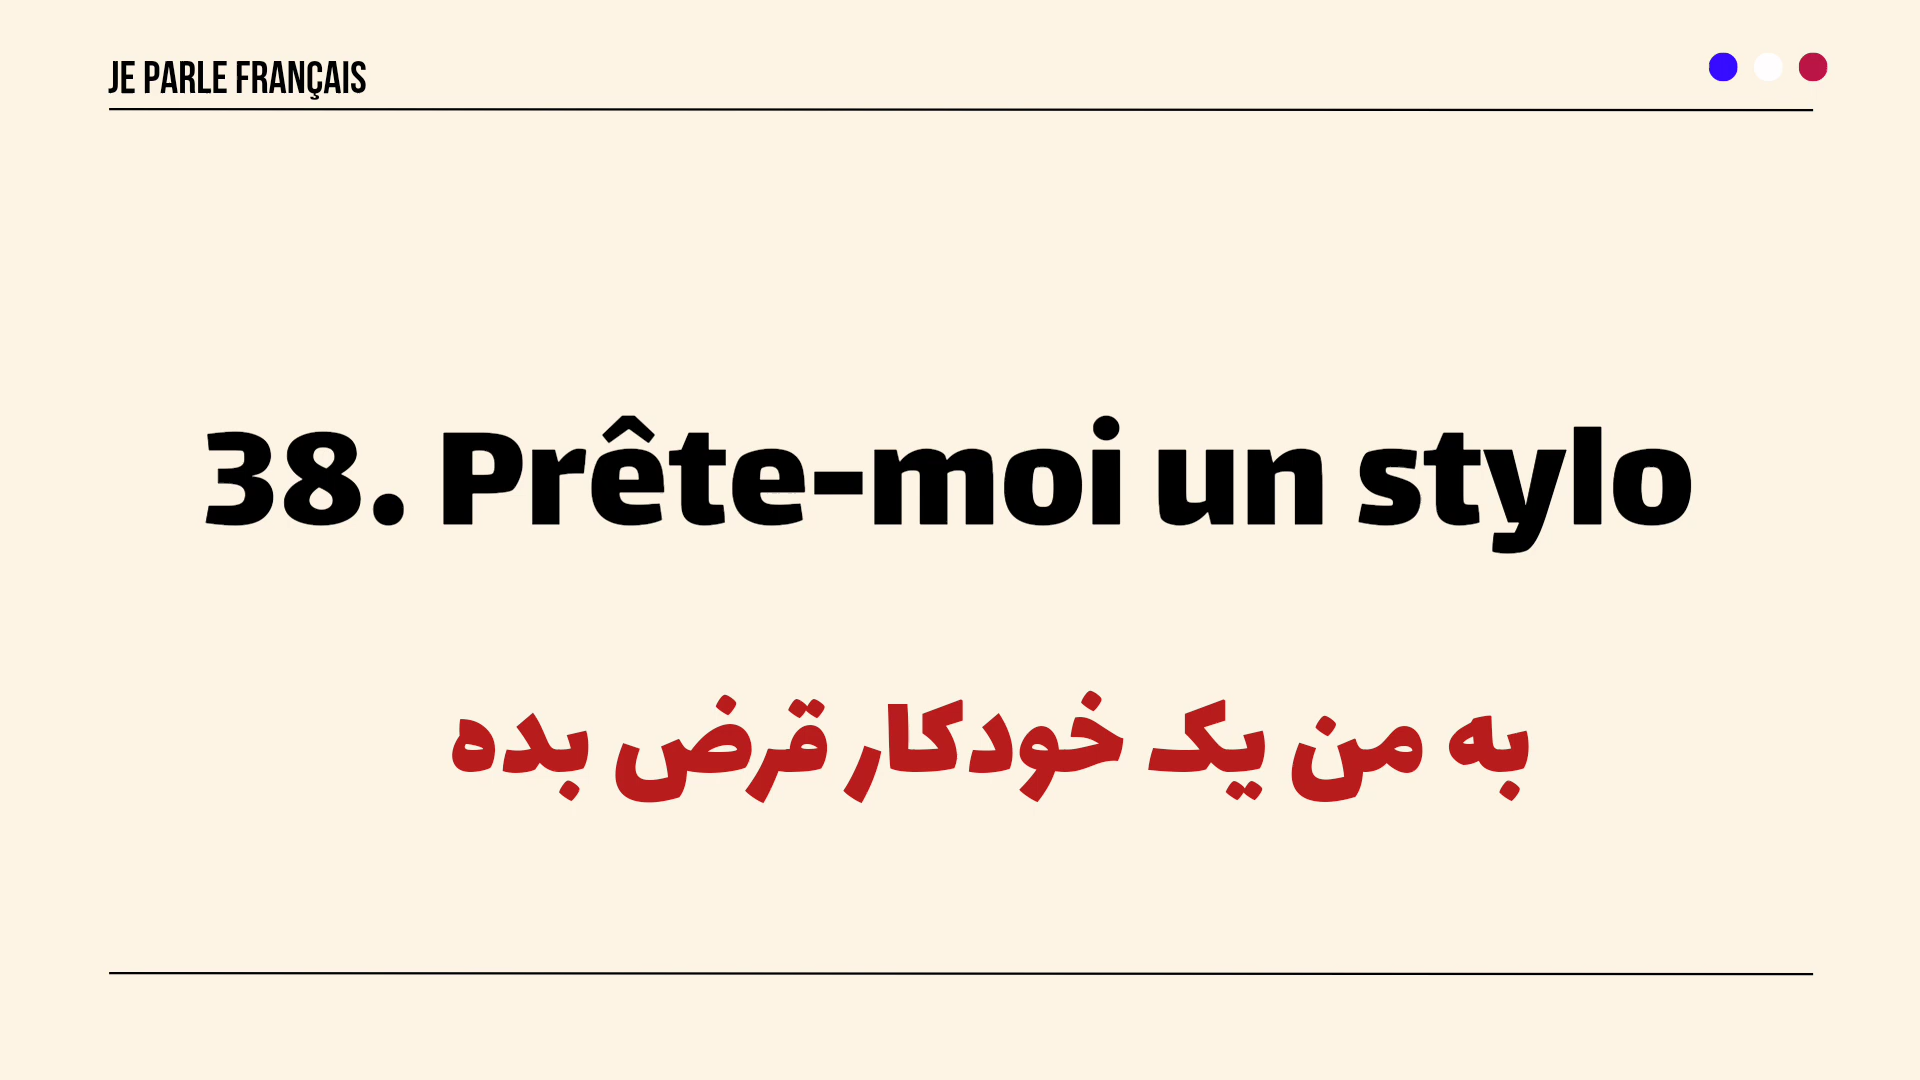 JE PARLE FRANÇAIS
38. Prête-moi un stylo
به من یک خودکار قرض بده